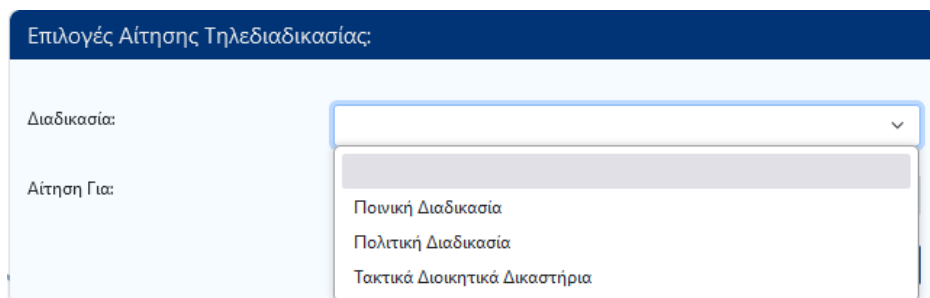 Επιλογές Αίτησης Τηλεδιαδικασίας:
Διαδικασία:
Αίτηση Για:
Ποινική Διαδικασία
Πολιτική Διαδικασία
Τακτικά Διοικητικά Δικαστήρια